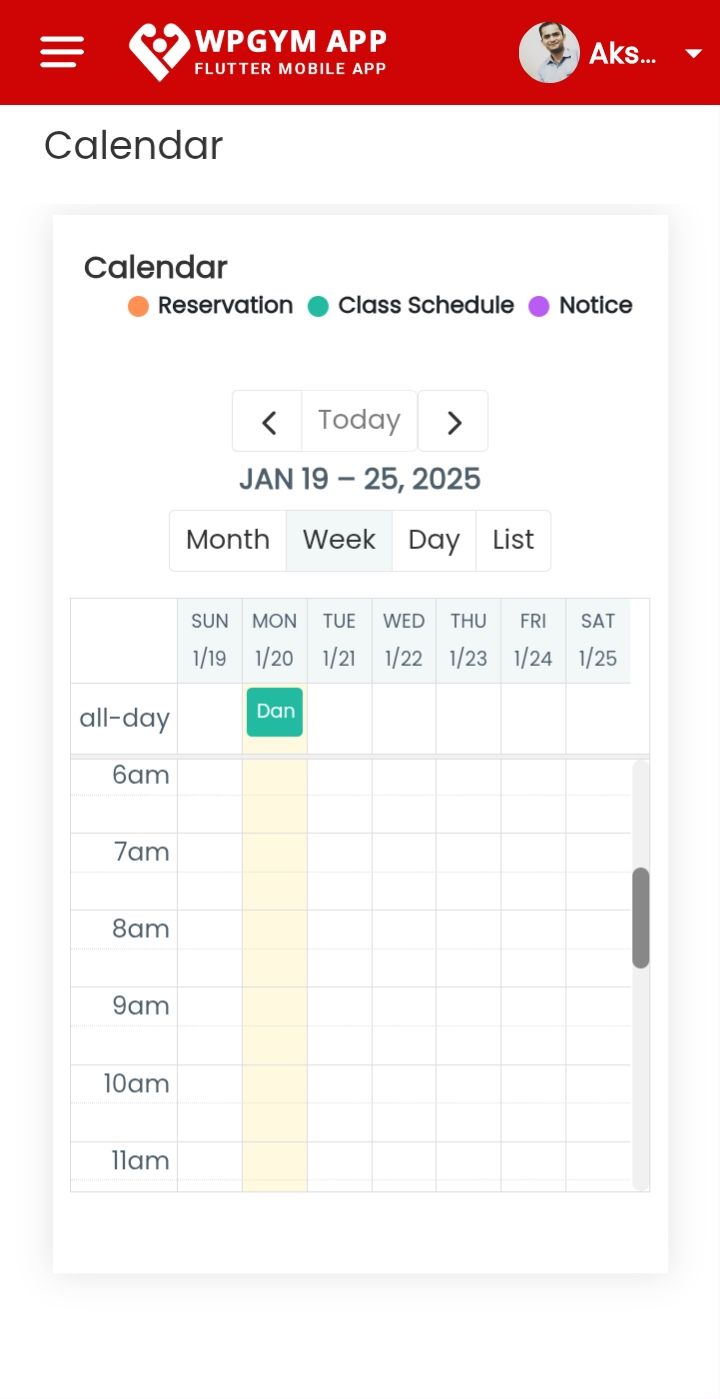 WPGYM APP
FLUTTER MOBILE APP
Aks...
Calendar
Calendar
Reservation Class Schedule Notice
Today
JAN 19 – 25, 2025
Month Week Day List
SUN MON TUE WED THU FRI SAT
1/19 1/20 1/21 1/22 1/23 1/24 1/25
all-day Dan
6am
7am
8am
9am
10am
11am